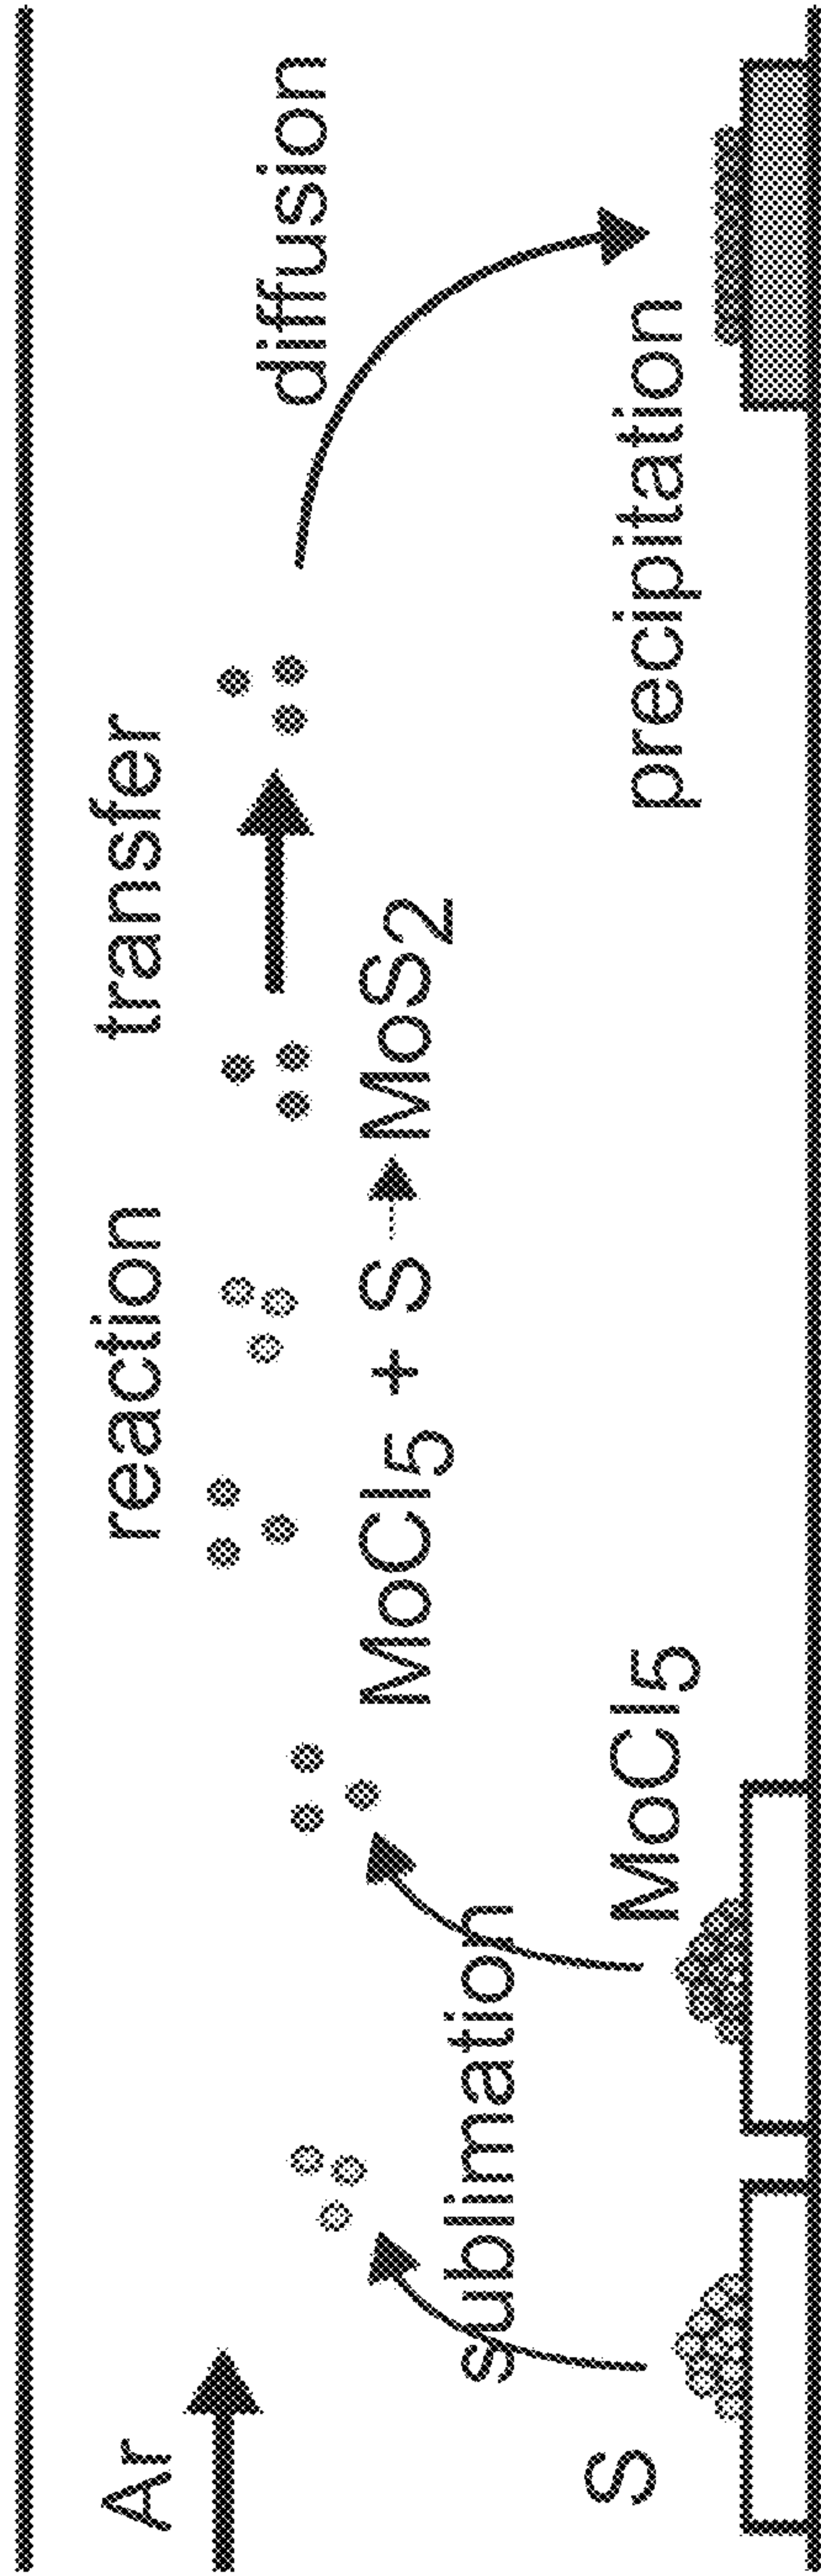 Ar
reaction
transfer
diffusion
MoCl5 + S → MoS2
sublimation
S
MoCl5
precipitation